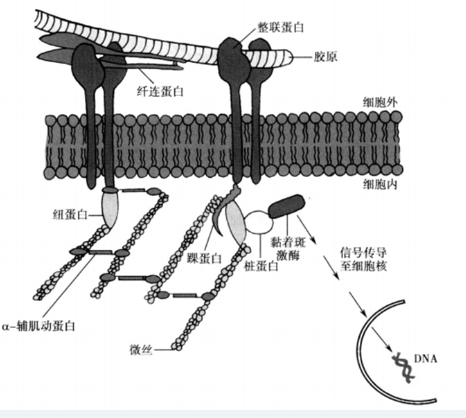 整联蛋白
胶原
纤连蛋白
细胞外
细胞内
纽蛋白
踝蛋白
桩蛋白
黏着斑
激酶
信号传导
至细胞核
α-辅肌动蛋白
微丝
DNA